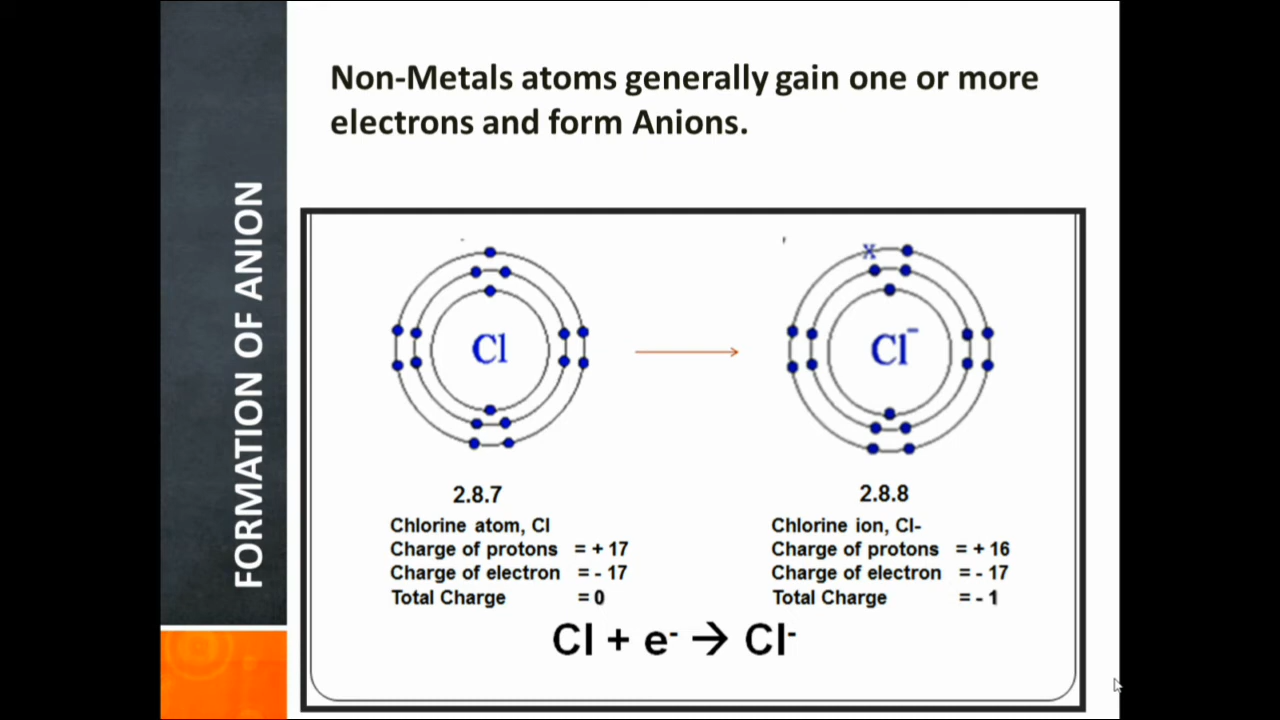 FORMATION OF ANION
Non-Metals atoms generally gain one or more
electrons and form Anions.
Cl
x
Cl⁻
2.8.7
Chlorine atom, Cl
Charge of protons = + 17
Charge of electron = - 17
Total Charge = 0
2.8.8
Chlorine ion, Cl-
Charge of protons = + 16
Charge of electron = - 17
Total Charge = - 1
Cl + e⁻ → Cl⁻